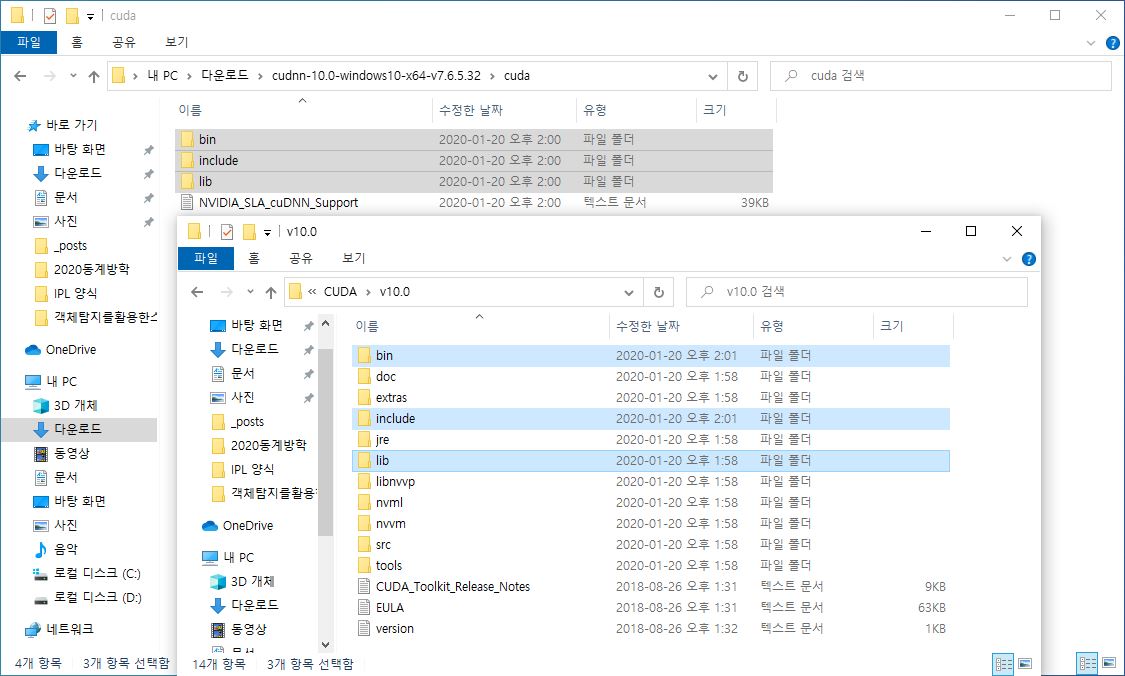 cuda
파일 홈 공유 보기
내 PC 다운로드 cudnn-10.0-windows10-x64-v7.6.5.32 cuda
cuda 검색
바로 가기
바탕 화면
다운로드
문서
사진
_posts
2020동계방학
IPL 양식
객체탐지를활용한스
OneDrive
내 PC
3D 개체
다운로드
동영상
문서
바탕 화면
사진
음악
로컬 디스크 (C:)
로컬 디스크 (D:)
네트워크
이름 수정한 날짜 유형 크기
bin 2020-01-20 오후 2:00 파일 폴더
include 2020-01-20 오후 2:00 파일 폴더
lib 2020-01-20 오후 2:00 파일 폴더
NVIDIA_SLA_cuDNN_Support 2020-01-20 오후 2:00 텍스트 문서 39KB
4개 항목 3개 항목 선택함
v10.0
파일 홈 공유 보기
« CUDA v10.0
v10.0 검색
바탕 화면
다운로드
문서
사진
_posts
2020동계방학
IPL 양식
객체탐지를활용
OneDrive
내 PC
3D 개체
다운로드
동영상
문서
이름 수정한 날짜 유형 크기
bin 2020-01-20 오후 2:01 파일 폴더
doc 2020-01-20 오후 1:58 파일 폴더
extras 2020-01-20 오후 1:58 파일 폴더
include 2020-01-20 오후 2:01 파일 폴더
jre 2020-01-20 오후 1:58 파일 폴더
lib 2020-01-20 오후 1:58 파일 폴더
libnvvp 2020-01-20 오후 1:58 파일 폴더
nvml 2020-01-20 오후 1:58 파일 폴더
nvvm 2020-01-20 오후 1:58 파일 폴더
src 2020-01-20 오후 1:58 파일 폴더
tools 2020-01-20 오후 1:58 파일 폴더
CUDA_Toolkit_Release_Notes 2018-08-26 오후 1:31 텍스트 문서 9KB
EULA 2018-08-26 오후 1:31 텍스트 문서 63KB
version 2018-08-26 오후 1:32 텍스트 문서 1KB
14개 항목 3개 항목 선택함